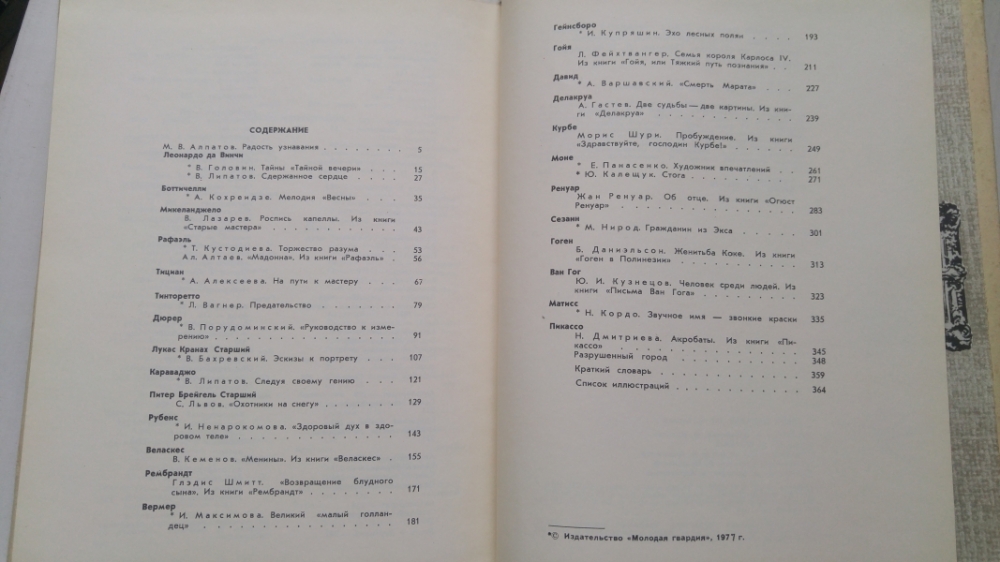 СОДЕРЖАНИЕ
М. В. Алпатов. Радость узнавания . . . . . . . . 5
Леонардо да Винчи
* В. Головин. Тайны «Тайной вечери» . . . . 15
* В. Липатов. Сдержанное сердце . . . . 27
Боттичелли
* А. Кохреидзе. Мелодия «Весны» . . . . 35
Микеланджело
В. Лазарев. Роспись капеллы. Из книги
«Старые мастера» . . . . . . . . . 43
Рафаэль
* Т. Кустодиева. Торжество разума . . . 53
Ал. Алтаев. «Мадонна». Из книги «Рафаэль» . . 56
Тициан
* А. Алексеева. На пути к мастеру . . . . 67
Тинторетто
* Л. Вагнер. Предательство . . . . . . 79
Дюрер
* В. Порудоминский. «Руководство к изме-
рению» . . . . . . . . . . . . 91
Лукас Кранах Старший
* В. Бахревский. Эскизы к портрету . . . . 107
Караваджо
* В. Липатов. Следуя своему гению . . . 121
Питер Брейгель Старший
С. Львов. «Охотники на снегу» . . . . . . . 129
Рубенс
* И. Ненарокомова. «Здоровый дух в здо-
ровом теле» . . . . . . . . . . . 143
Веласкес
В. Кеменов. «Менины». Из книги «Веласкес» . 155
Рембрандт
Глэдис Шмитт. «Возвращение блудного
сына». Из книги «Рембрандт» . . . . . . . 171
Вермер
* И. Максимова. Великий «малый голлан-
дец» . . . . . . . . . . . . . 181
Гейнсборо
* И. Купряшин. Эхо лесных полян . . . . 193
Гойя
Л. Фейхтвангер. Семья короля Карлоса IV.
Из книги «Гойя, или Тяжкий путь познания» . . 211
Давид
* А. Варшавский. «Смерть Марата» . . . 227
Делакруа
А. Гастев. Две судьбы — две картины. Из кни-
ги «Делакруа» . . . . . . . . . . 239
Курбе
Морис Шури. Пробуждение. Из книги
«Здравствуйте, господин Курбе!» . . . . . . 249
Моне
* Е. Панасенко. Художник впечатлений . . 261
* Ю. Калещук. Стога . . . . . . . . . 271
Ренуар
Жан Ренуар. Об отце. Из книги «Огюст
Ренуар» . . . . . . . . . . . . 283
Сезанн
* М. Нирод. Гражданин из Экса . . . . . 301
Гоген
Б. Даниэльсон. Женитьба Коке. Из книги
«Гоген в Полинезии» . . . . . . . . . 313
Ван Гог
Ю. И. Кузнецов. Человек среди людей. Из
книги «Письма Ван Гога» . . . . . . . . 323
Матисс
* Н. Кордо. Звучное имя — звонкие краски 335
Пикассо
Н. Дмитриева. Акробаты. Из книги «Пи-
кассо» . . . . . . . . . . . . 345
Разрушенный город . . . . . . . . . 348
Краткий словарь . . . . . . . . . . 359
Список иллюстраций . . . . . . . . . 364
*© Издательство «Молодая гвардия», 1977 г.